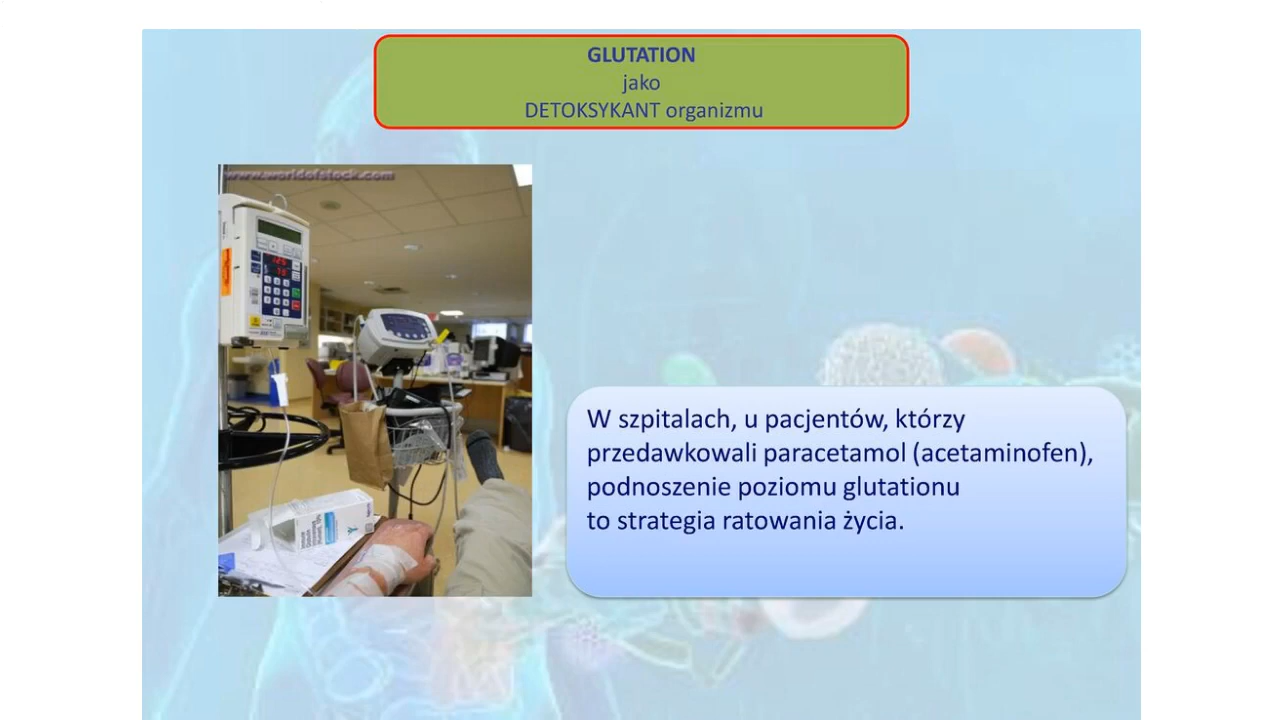 GLUTATION
jako
DETOKSYKANT organizmu
www.worldofstock.com
W szpitalach, u pacjentów, którzy
przedawkowali paracetamol (acetaminofen),
podnoszenie poziomu glutationu
to strategia ratowania życia.